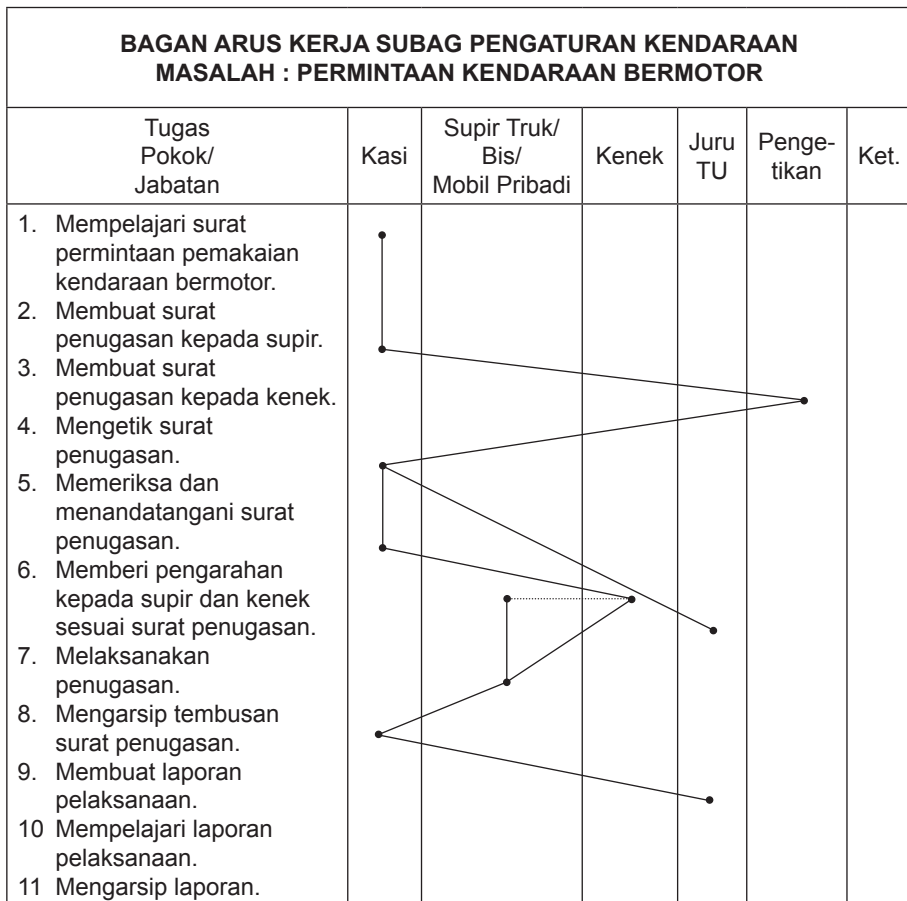 BAGAN ARUS KERJA SUBAG PENGATURAN KENDARAAN
MASALAH : PERMINTAAN KENDARAAN BERMOTOR
Tugas
Pokok/
Jabatan
Kasi
Supir Truk/
Bis/
Mobil Pribadi
Kenek
Juru
TU
Penge-
tikan
Ket.
1. Mempelajari surat
permintaan pemakaian
kendaraan bermotor.
2. Membuat surat
penugasan kepada supir.
3. Membuat surat
penugasan kepada kenek.
4. Mengetik surat
penugasan.
5. Memeriksa dan
menandatangani surat
penugasan.
6. Memberi pengarahan
kepada supir dan kenek
sesuai surat penugasan.
7. Melaksanakan
penugasan.
8. Mengarsip tembusan
surat penugasan.
9. Membuat laporan
pelaksanaan.
10 Mempelajari laporan
pelaksanaan.
11 Mengarsip laporan.